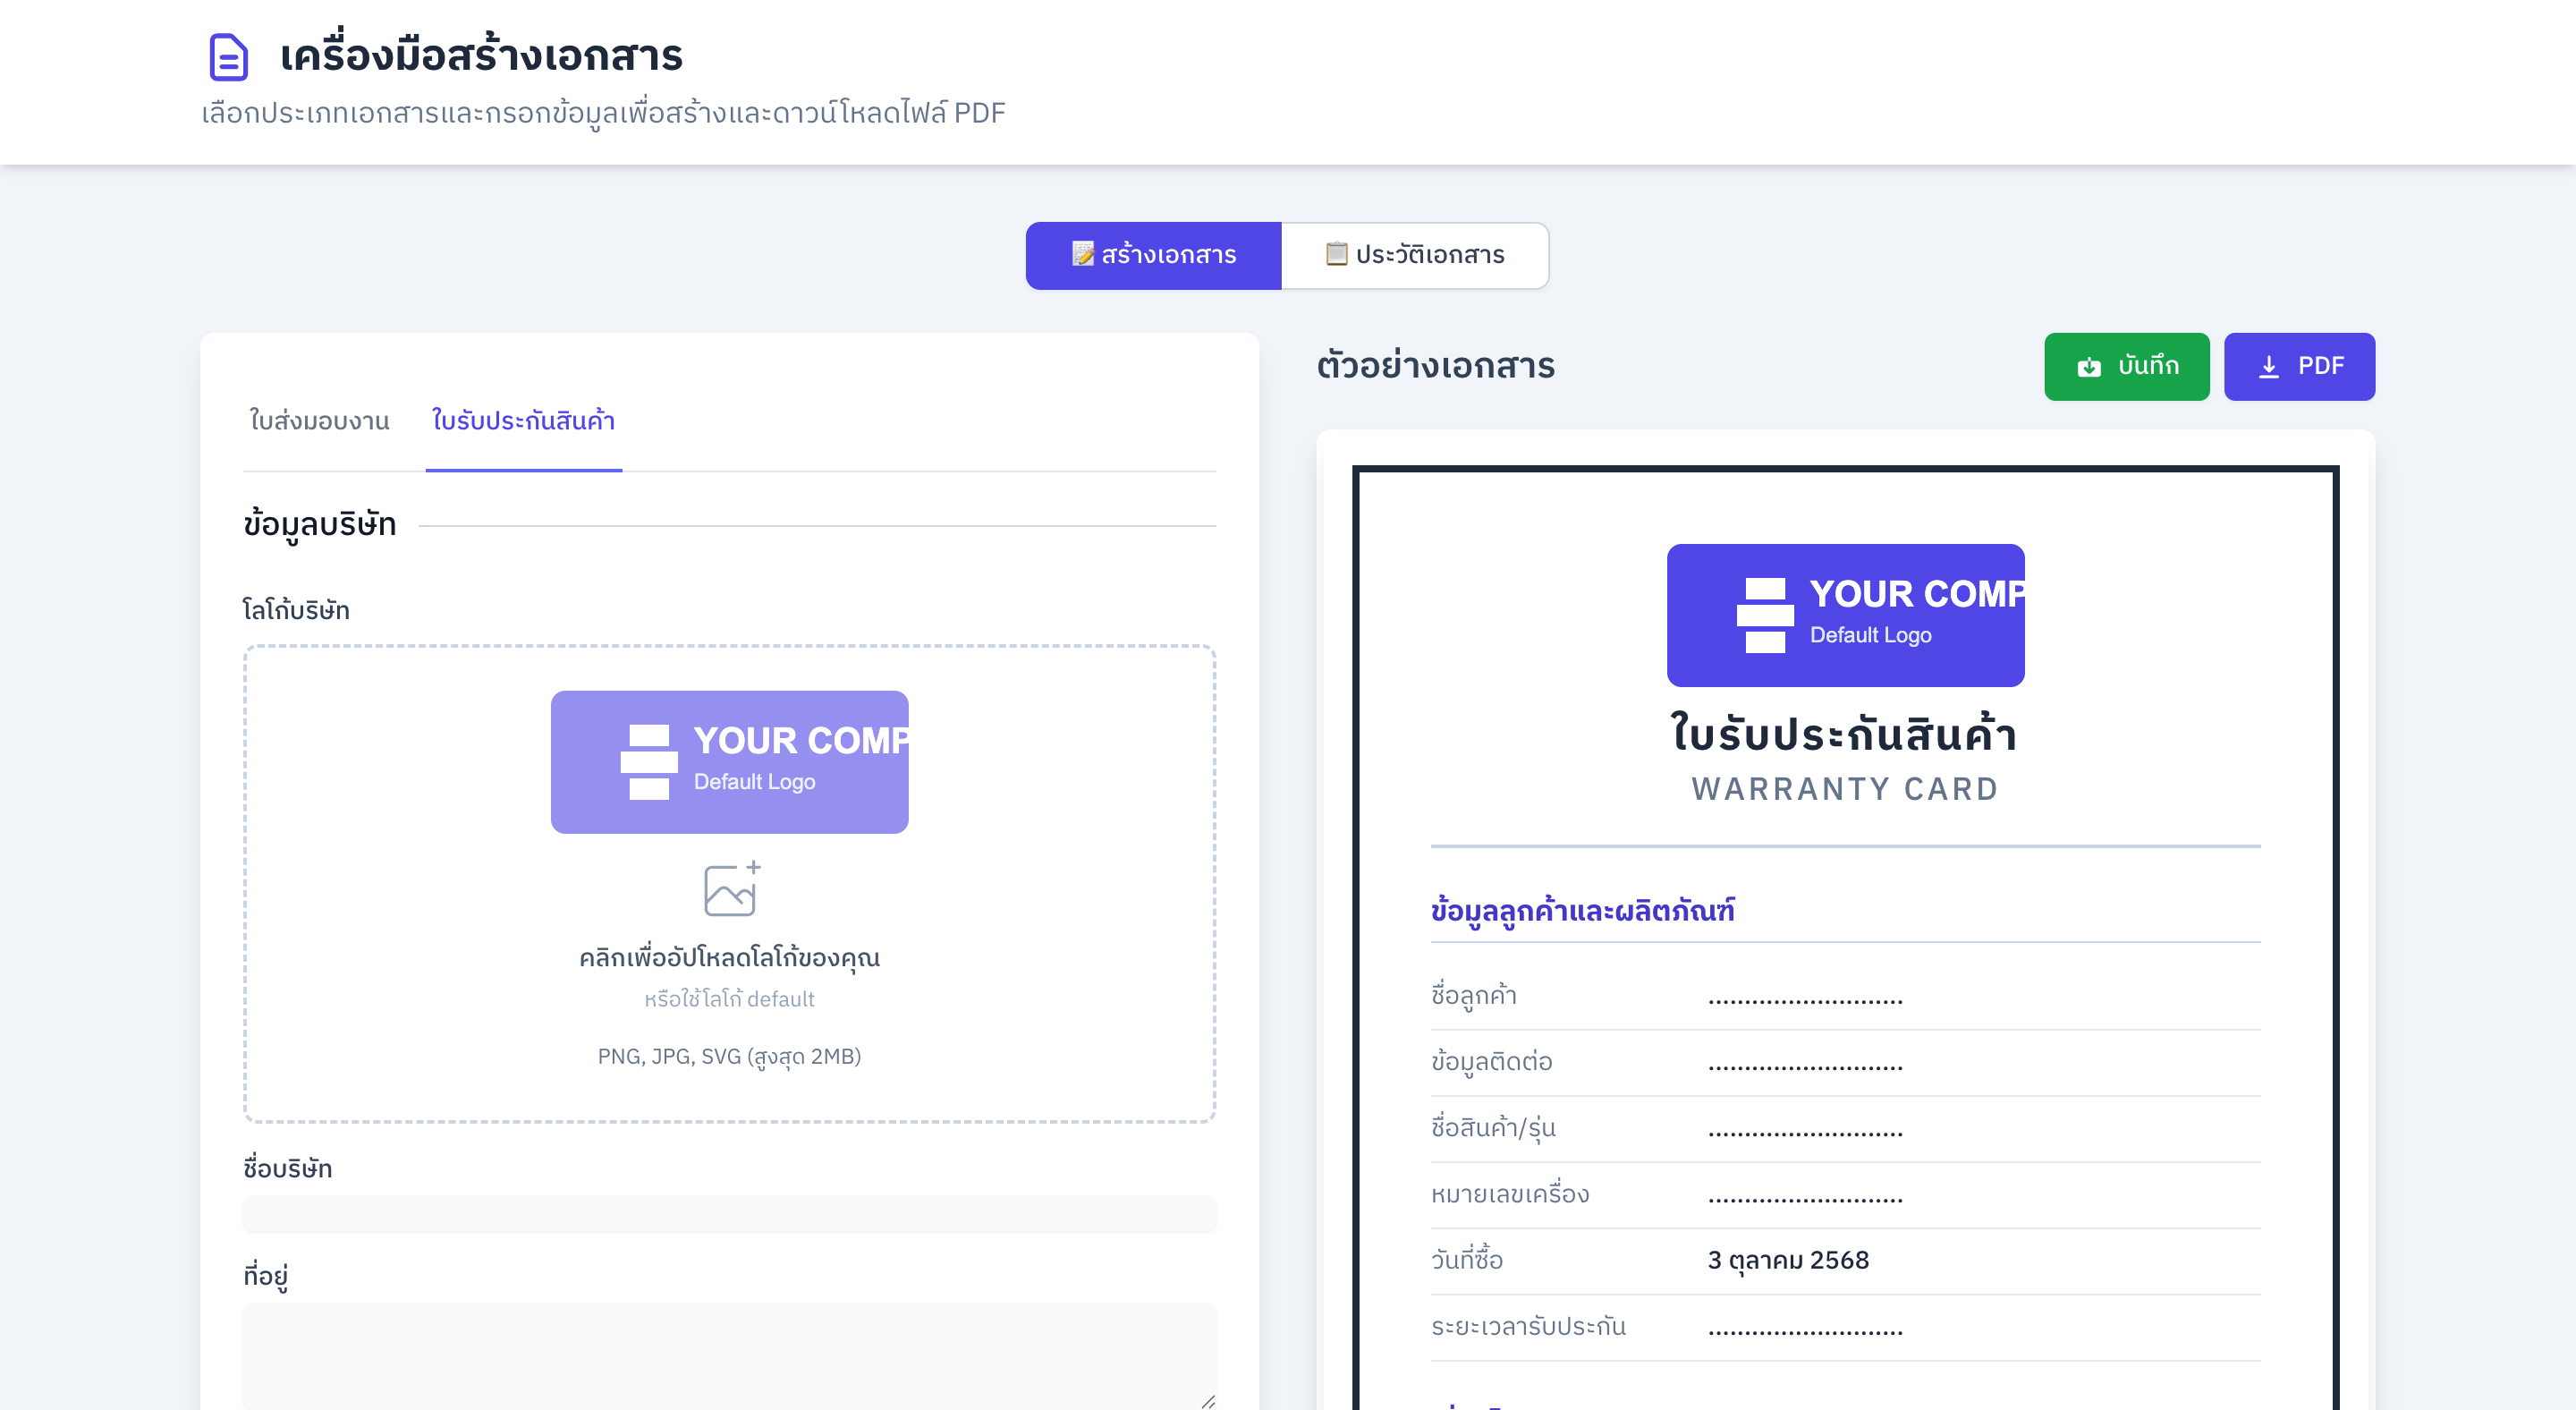 เครื่องมือสร้างเอกสาร
เลือกประเภทเอกสารและกรอกข้อมูลเพื่อสร้างและดาวน์โหลดไฟล์ PDF
📝 สร้างเอกสาร
📋 ประวัติเอกสาร
ใบส่งมอบงาน
ใบรับประกันสินค้า
ข้อมูลบริษัท
โลโก้บริษัท
YOUR COMP
Default Logo
คลิกเพื่ออัปโหลดโลโก้ของคุณ
หรือใช้โลโก้ default
PNG, JPG, SVG (สูงสุด 2MB)
ชื่อบริษัท
ที่อยู่
ตัวอย่างเอกสาร
บันทึก
PDF
YOUR COMP
Default Logo
ใบรับประกันสินค้า
WARRANTY CARD
ข้อมูลลูกค้าและผลิตภัณฑ์
ชื่อลูกค้า ...........................
ข้อมูลติดต่อ ...........................
ชื่อสินค้า/รุ่น ...........................
หมายเลขเครื่อง ...........................
วันที่ซื้อ 3 ตุลาคม 2568
ระยะเวลารับประกัน ...........................